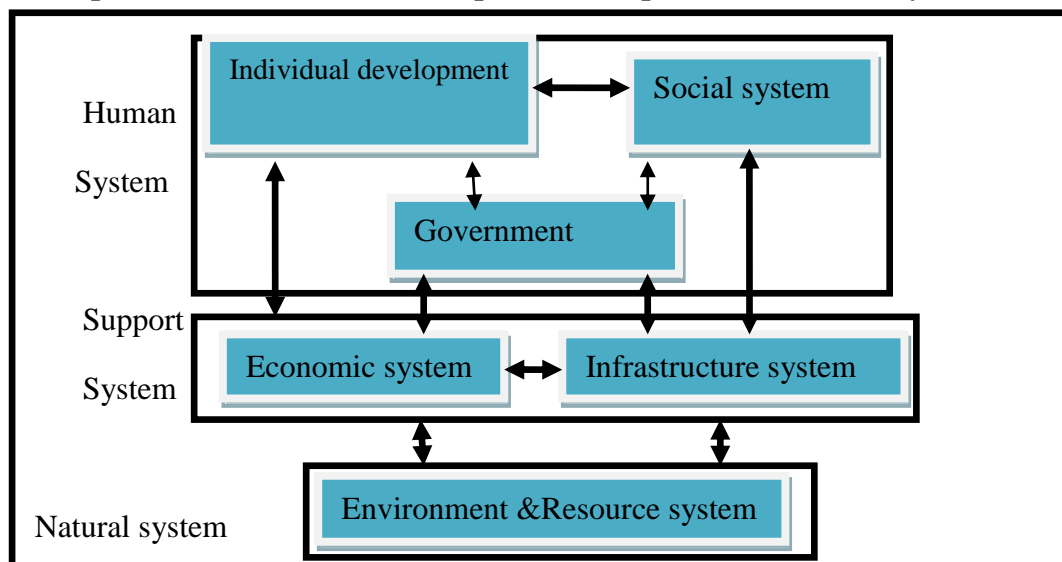 Individual development
Social system
Human
System
Government
Support
System
Economic system
Infrastructure system
Environment &Resource system
Natural system